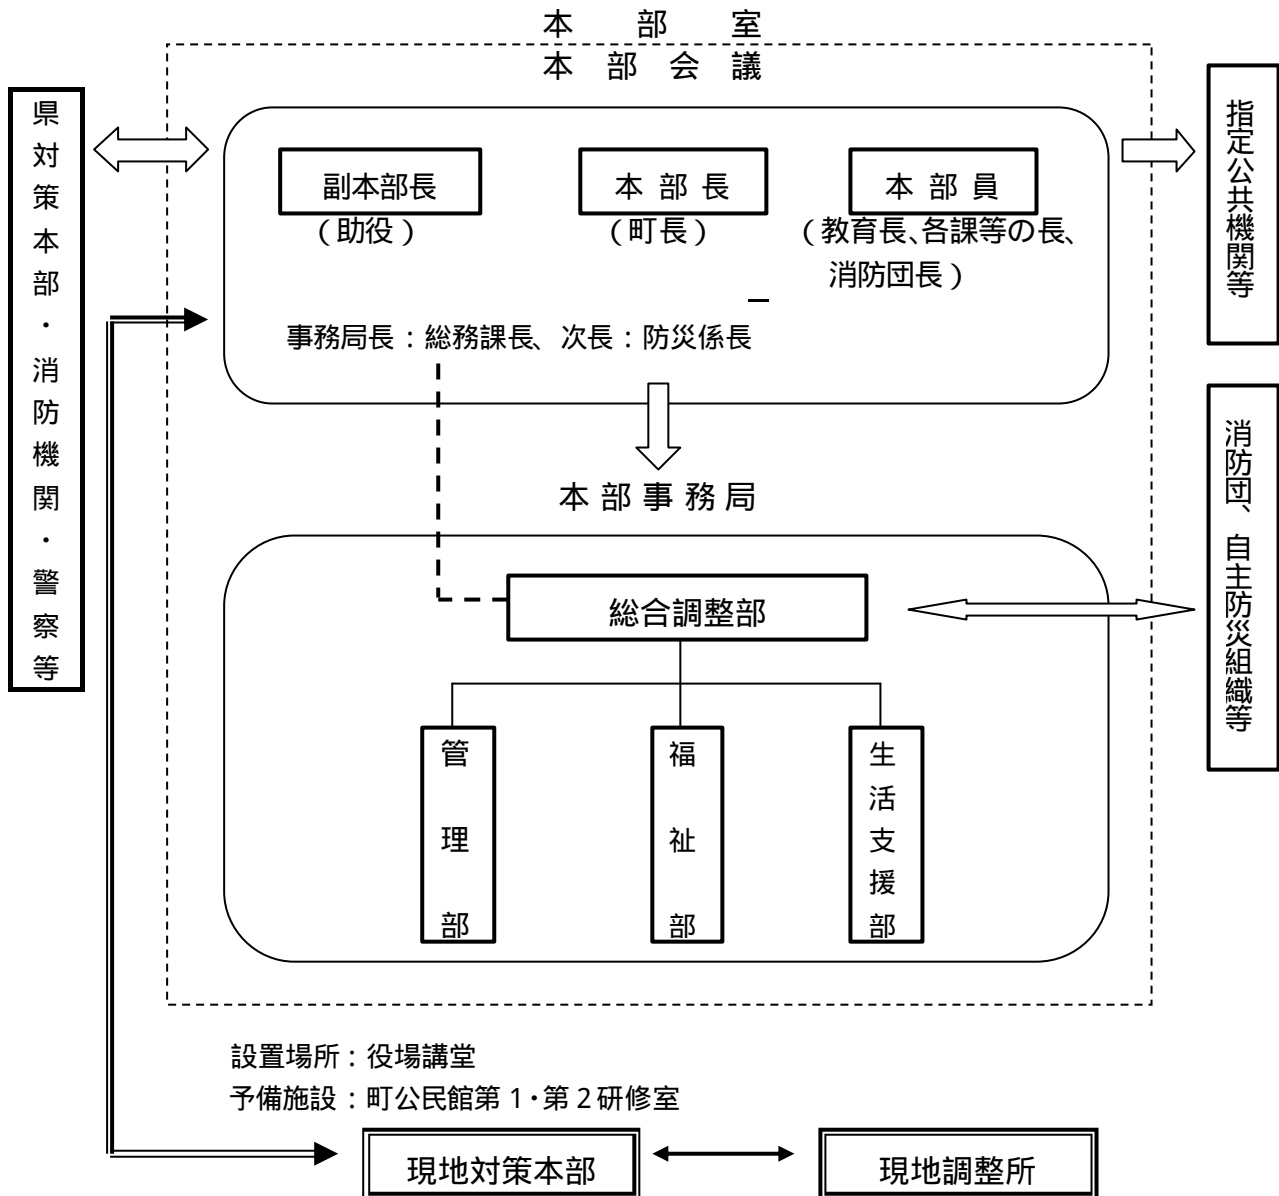 本部室
本部会議
県対策本部・消防機関・警察等
指定公共機関等
副本部長
(助役)
本部長
(町長)
本部員
(教育長、各課等の長、
消防団長)
事務局長：総務課長、次長：防災係長
本部事務局
総合調整部
消防団、自主防災組織等
管理部
福祉部
生活支援部
設置場所：役場講堂
予備施設：町公民館第1・第2研修室
現地対策本部
現地調整所